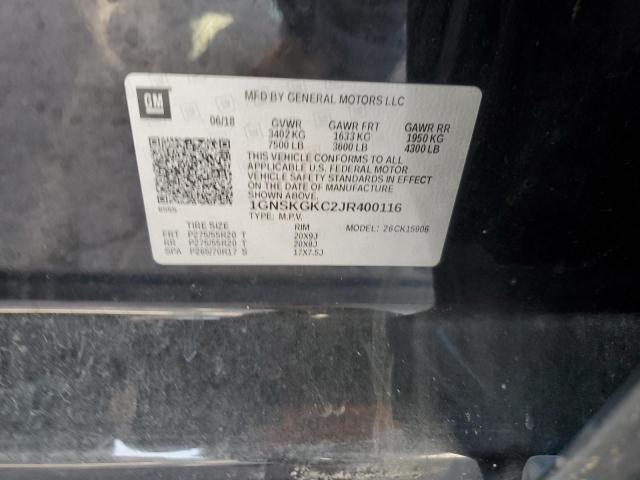 GM
MFD BY GENERAL MOTORS LLC
06/18 GVWR GAWR FRT GAWR RR
3402 KG 1633 KG 1950 KG
7500 LB 3600 LB 4300 LB
THIS VEHICLE CONFORMS TO ALL
APPLICABLE U.S. FEDERAL MOTOR
VEHICLE SAFETY STANDARDS IN EFFECT
ON THE DATE OF MANUFACTURE SHOWN ABOVE.
1GNSKGKC2JR400116
TYPE: M.P.V. MODEL: Z6CK15906
TIRE SIZE RIM
FRT P275/55R20 T 20X9J
RR P275/55R20 T 20X9J
SPA P265/70R17 S 17X7.5J